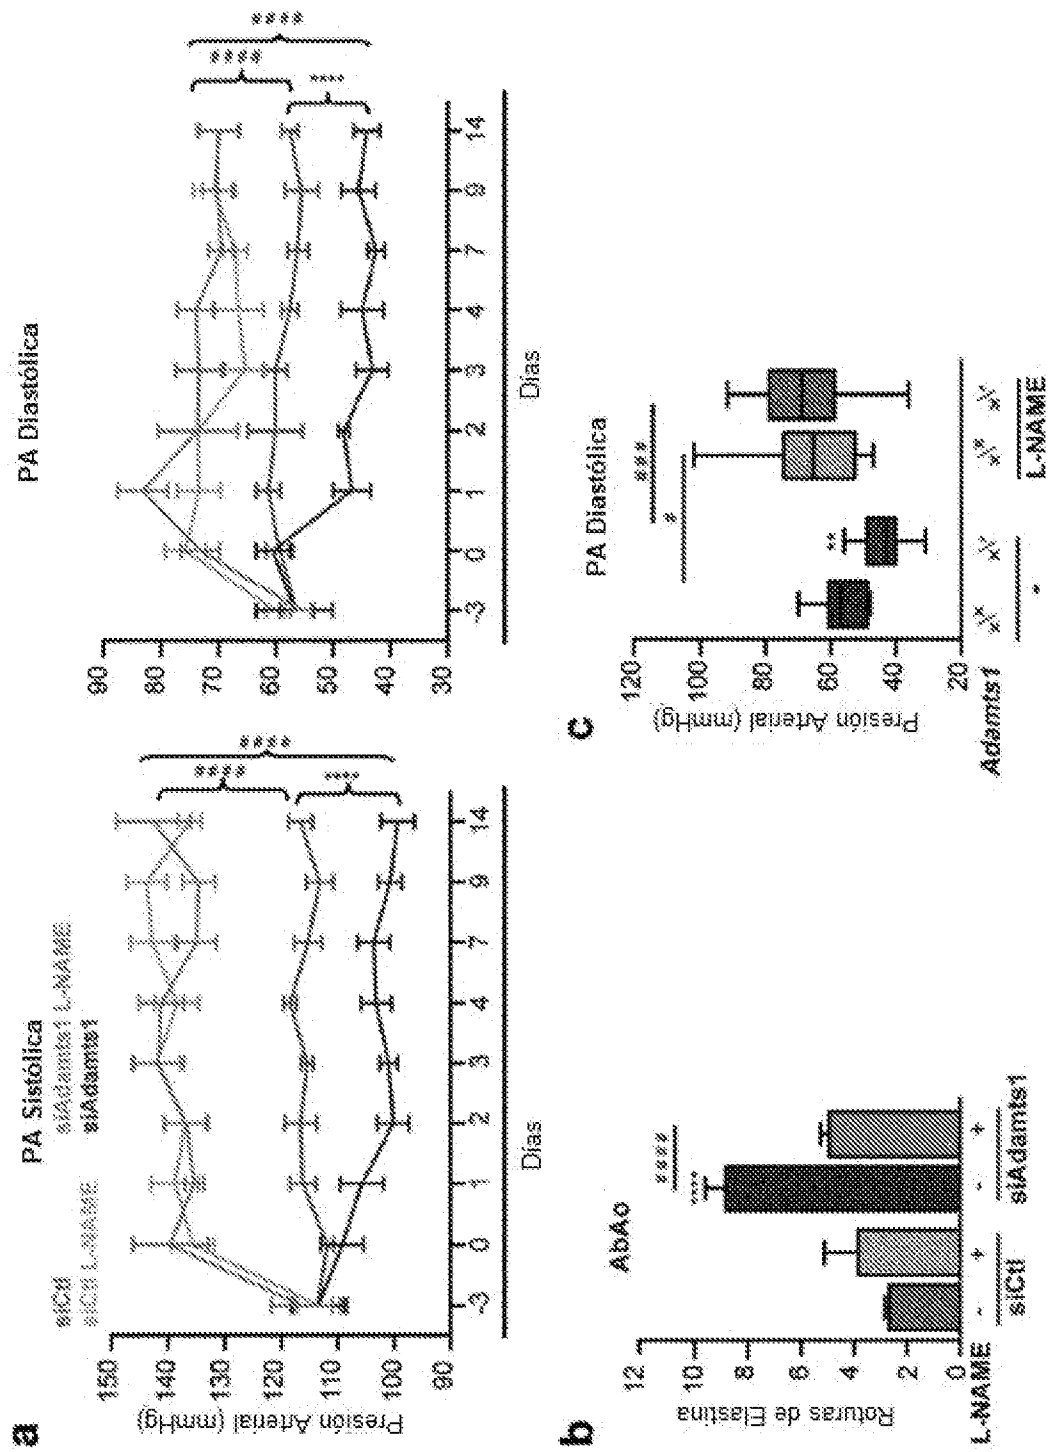 a
PA Sistólica
siCtl
siCtl L-NAME
siAdamts1 L-NAME
siAdamts1
Presión Arterial (mmHg)
150
140
130
120
110
100
-3 0 1 2 3 4 7 9 14
Días
####
####
****
PA Diastólica
90
80
70
60
50
40
30
-3 0 1 2 3 4 7 9 14
Días
####
####
****
b
AbAo
Roturas de Elastina
12
10
8
6
4
2
0
####
****
L-NAME - + - +
siCtl siAdamts1
c
PA Diastólica
Presión Arterial (mmHg)
120
100
80
60
40
20
###
#
**
Adamts1
- L-NAME